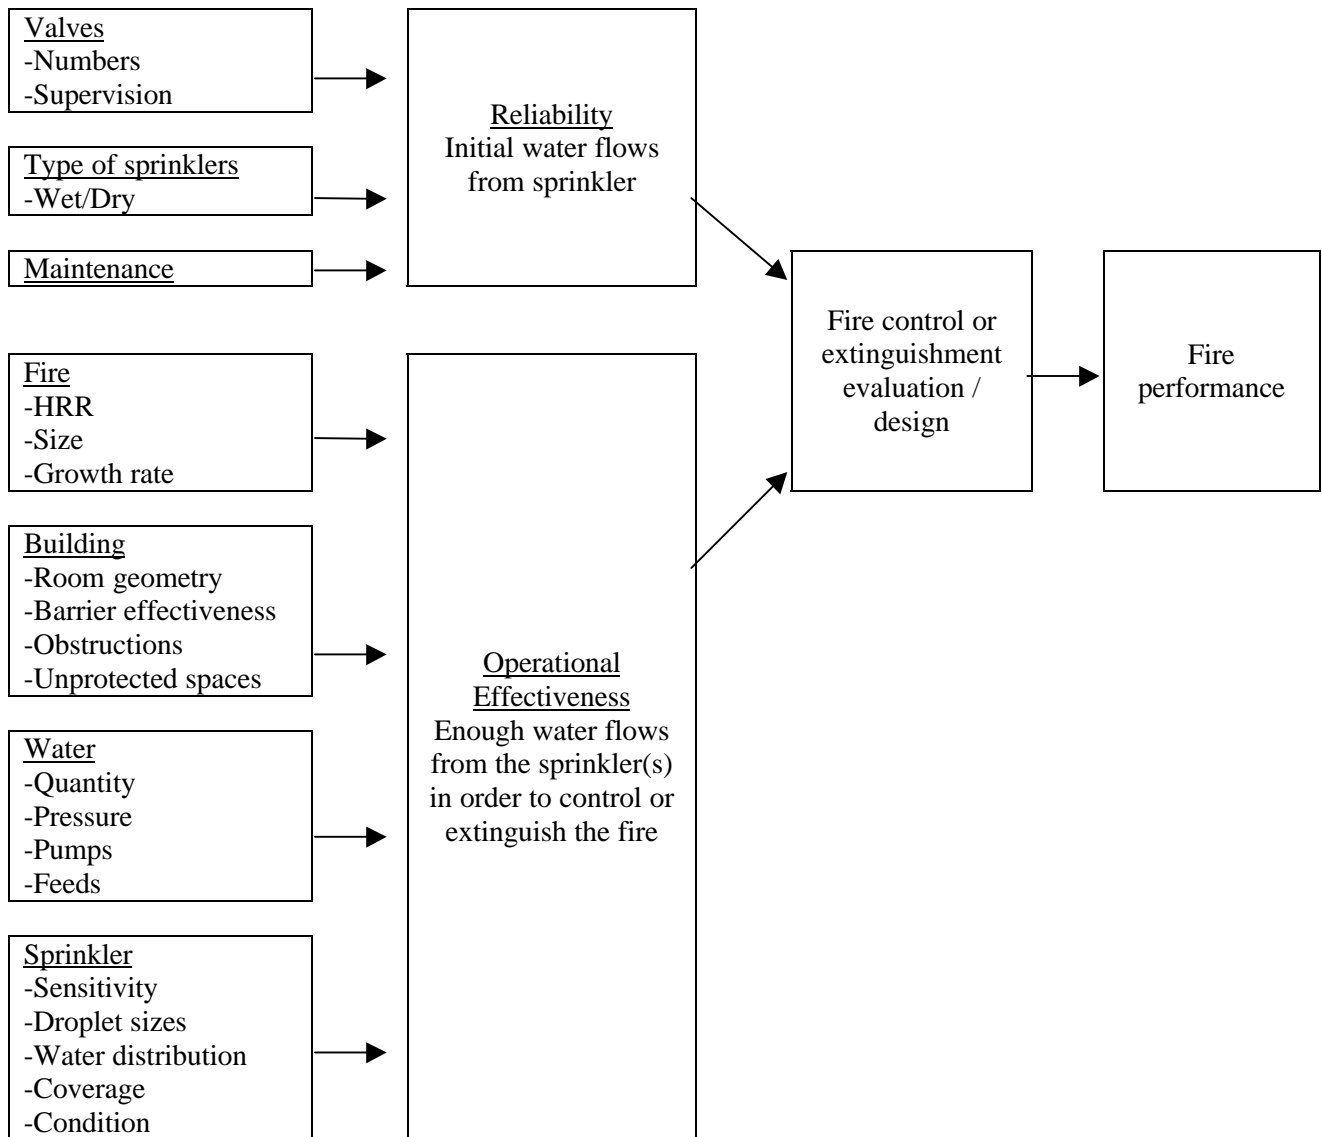 Valves
-Numbers
-Supervision
Type of sprinklers
-Wet/Dry
Maintenance
Reliability
Initial water flows
from sprinkler
Fire
-HRR
-Size
-Growth rate
Building
-Room geometry
-Barrier effectiveness
-Obstructions
-Unprotected spaces
Water
-Quantity
-Pressure
-Pumps
-Feeds
Sprinkler
-Sensitivity
-Droplet sizes
-Water distribution
-Coverage
-Condition
Operational
Effectiveness
Enough water flows
from the sprinkler(s)
in order to control or
extinguish the fire
Fire control or
extinguishment
evaluation /
design
Fire
performance